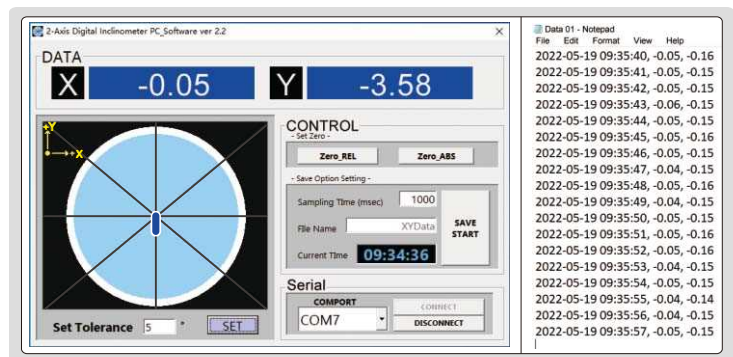 2-Axis Digital Inclinometer PC_Software ver 2.2
DATA
X -0.05 Y -3.58
+Y
+X
CONTROL
- Set Zero -
Zero_REL Zero_ABS
- Save Option Setting -
Sampling Time (msec) 1000
File Name XYData
SAVE START
Current Time 09:34:36
Serial
COMPORT
COM7
CONNECT
DISCONNECT
Set Tolerance 5 ° SET
Data 01 - Notepad
File Edit Format View Help
2022-05-19 09:35:40, -0.05, -0.16
2022-05-19 09:35:41, -0.05, -0.15
2022-05-19 09:35:42, -0.05, -0.15
2022-05-19 09:35:43, -0.06, -0.15
2022-05-19 09:35:44, -0.05, -0.15
2022-05-19 09:35:45, -0.05, -0.16
2022-05-19 09:35:46, -0.05, -0.15
2022-05-19 09:35:47, -0.04, -0.15
2022-05-19 09:35:48, -0.05, -0.16
2022-05-19 09:35:49, -0.04, -0.15
2022-05-19 09:35:50, -0.05, -0.15
2022-05-19 09:35:51, -0.05, -0.16
2022-05-19 09:35:52, -0.05, -0.16
2022-05-19 09:35:53, -0.04, -0.15
2022-05-19 09:35:54, -0.05, -0.15
2022-05-19 09:35:55, -0.04, -0.14
2022-05-19 09:35:56, -0.04, -0.15
2022-05-19 09:35:57, -0.05, -0.15